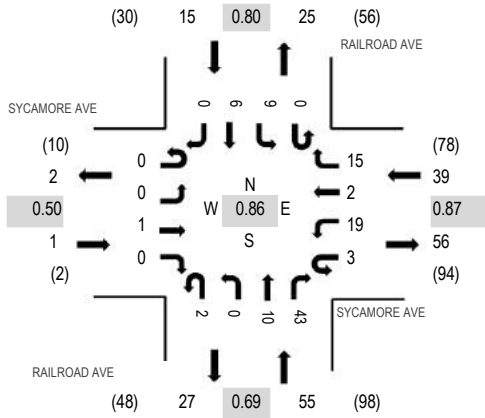 (30) 15 0.80 25 (56)
RAILROAD AVE
SYCAMORE AVE
0 6 9 0
(10)
2
0.50
1
(2)
0
0
1
0
N
W 0.86 E
S
15
2
19
3
(78)
39
0.87
56
(94)
2 0 10 43
SYCAMORE AVE
RAILROAD AVE
(48) 27 0.69 55 (98)